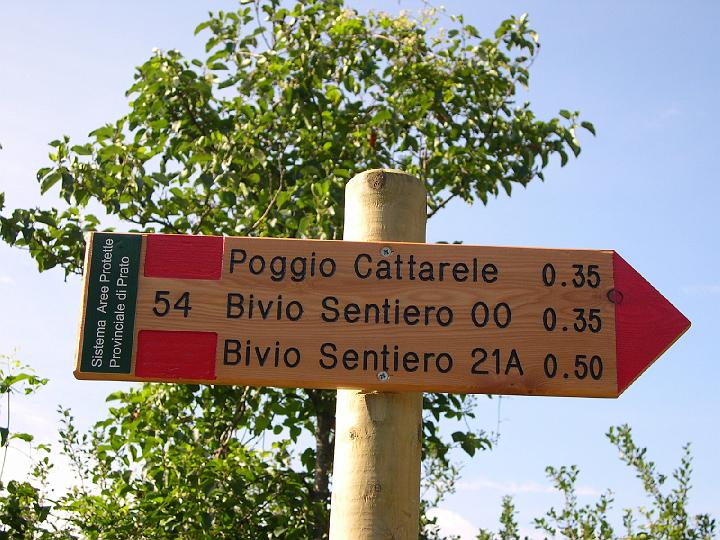 Sistema Aree Protette
Provinciale di Prato
54
Poggio Cattarele 0.35
Bivio Sentiero 00 0.35
Bivio Sentiero 21A 0.50